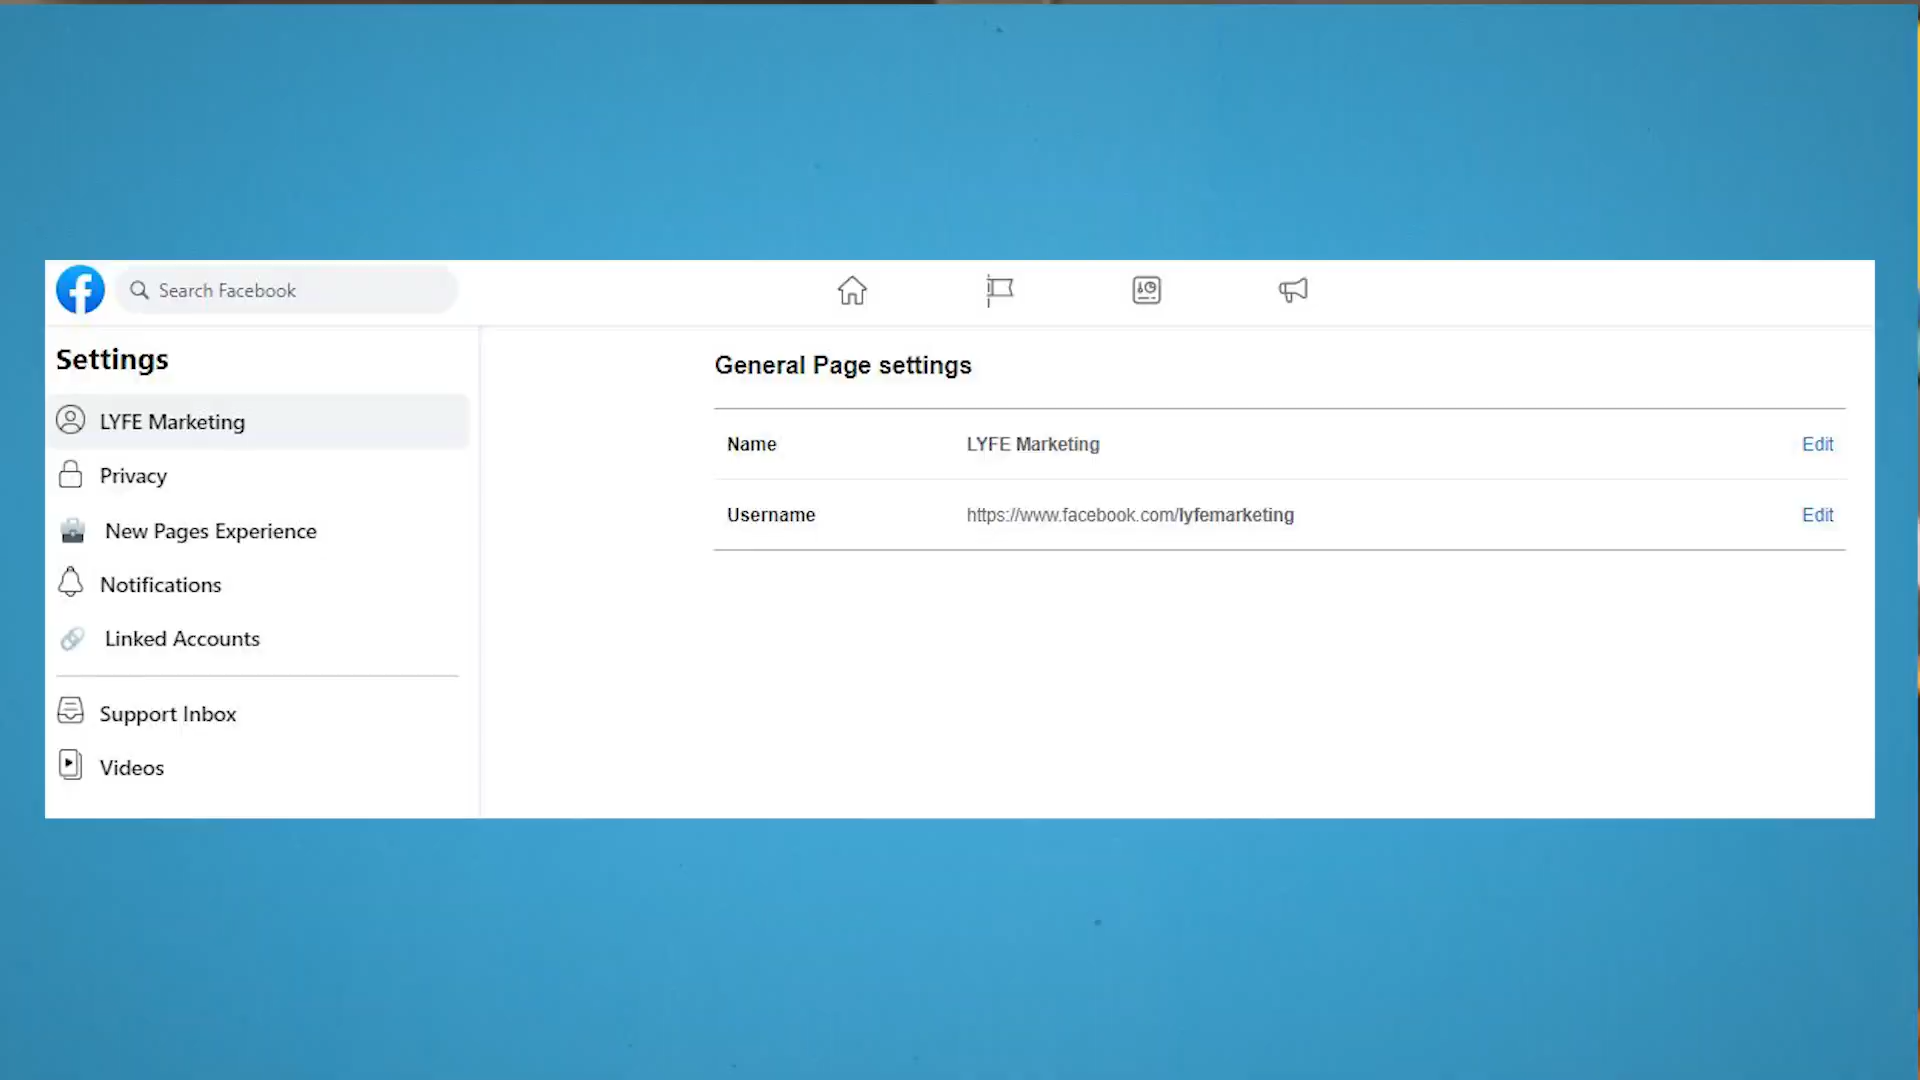 Search Facebook
Settings
LYFE Marketing
Privacy
New Pages Experience
Notifications
Linked Accounts
Support Inbox
Videos
General Page settings
Name LYFE Marketing Edit
Username https://www.facebook.com/lyfemarketing Edit